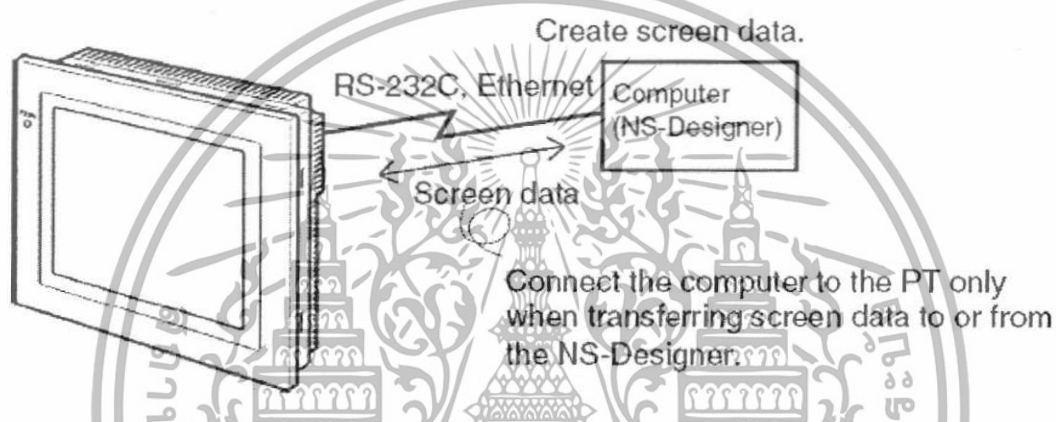 Create screen data.
RS-232C, Ethernet
Computer
(NS-Designer)
Screen data
Connect the computer to the PT only
when transferring screen data to or from
the NS-Designer.